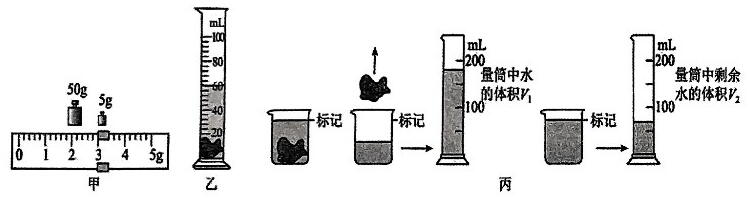 50g
5g
0 1 2 3 4 5g
甲
mL
100
80
60
40
20
乙
标记
标记
mL
200
100
量筒中水
的体积V₁
标记
mL
200
100
量筒中剩余
水的体积V₂
丙